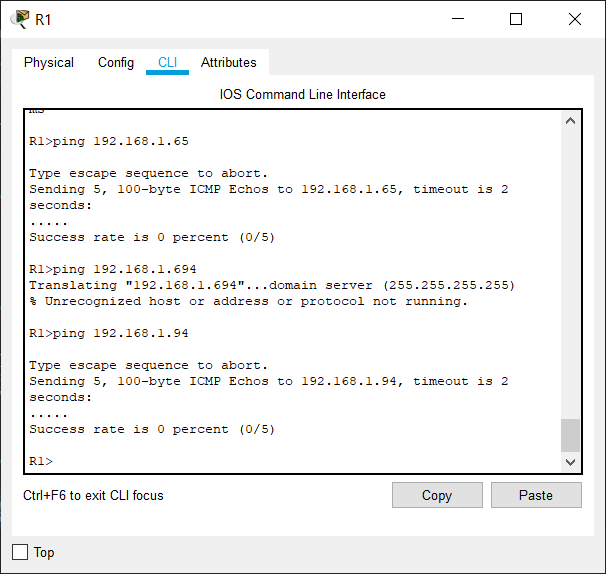 R1
Physical Config CLI Attributes
IOS Command Line Interface
ms
R1>ping 192.168.1.65
Type escape sequence to abort.
Sending 5, 100-byte ICMP Echos to 192.168.1.65, timeout is 2
seconds:
.....
Success rate is 0 percent (0/5)
R1>ping 192.168.1.694
Translating "192.168.1.694"...domain server (255.255.255.255)
% Unrecognized host or address or protocol not running.
R1>ping 192.168.1.94
Type escape sequence to abort.
Sending 5, 100-byte ICMP Echos to 192.168.1.94, timeout is 2
seconds:
.....
Success rate is 0 percent (0/5)
R1>
Ctrl+F6 to exit CLI focus
Copy Paste
Top